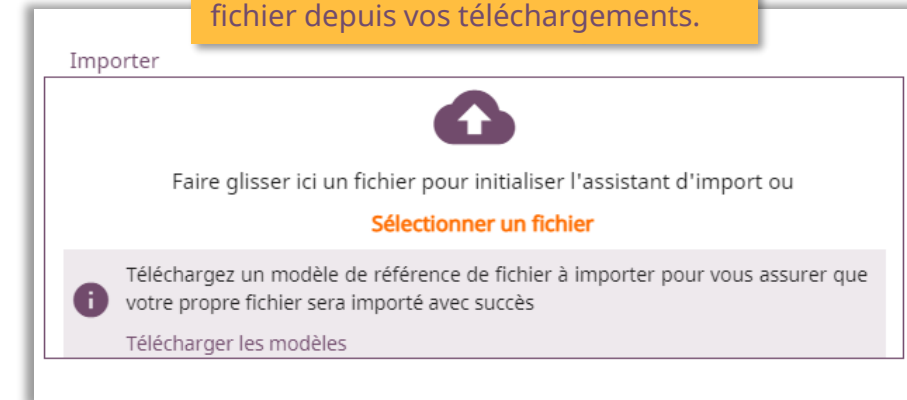 fichier depuis vos téléchargements.
Importer
Faire glisser ici un fichier pour initialiser l'assistant d'import ou
Sélectionner un fichier
Téléchargez un modèle de référence de fichier à importer pour vous assurer que
votre propre fichier sera importé avec succès
Télécharger les modèles